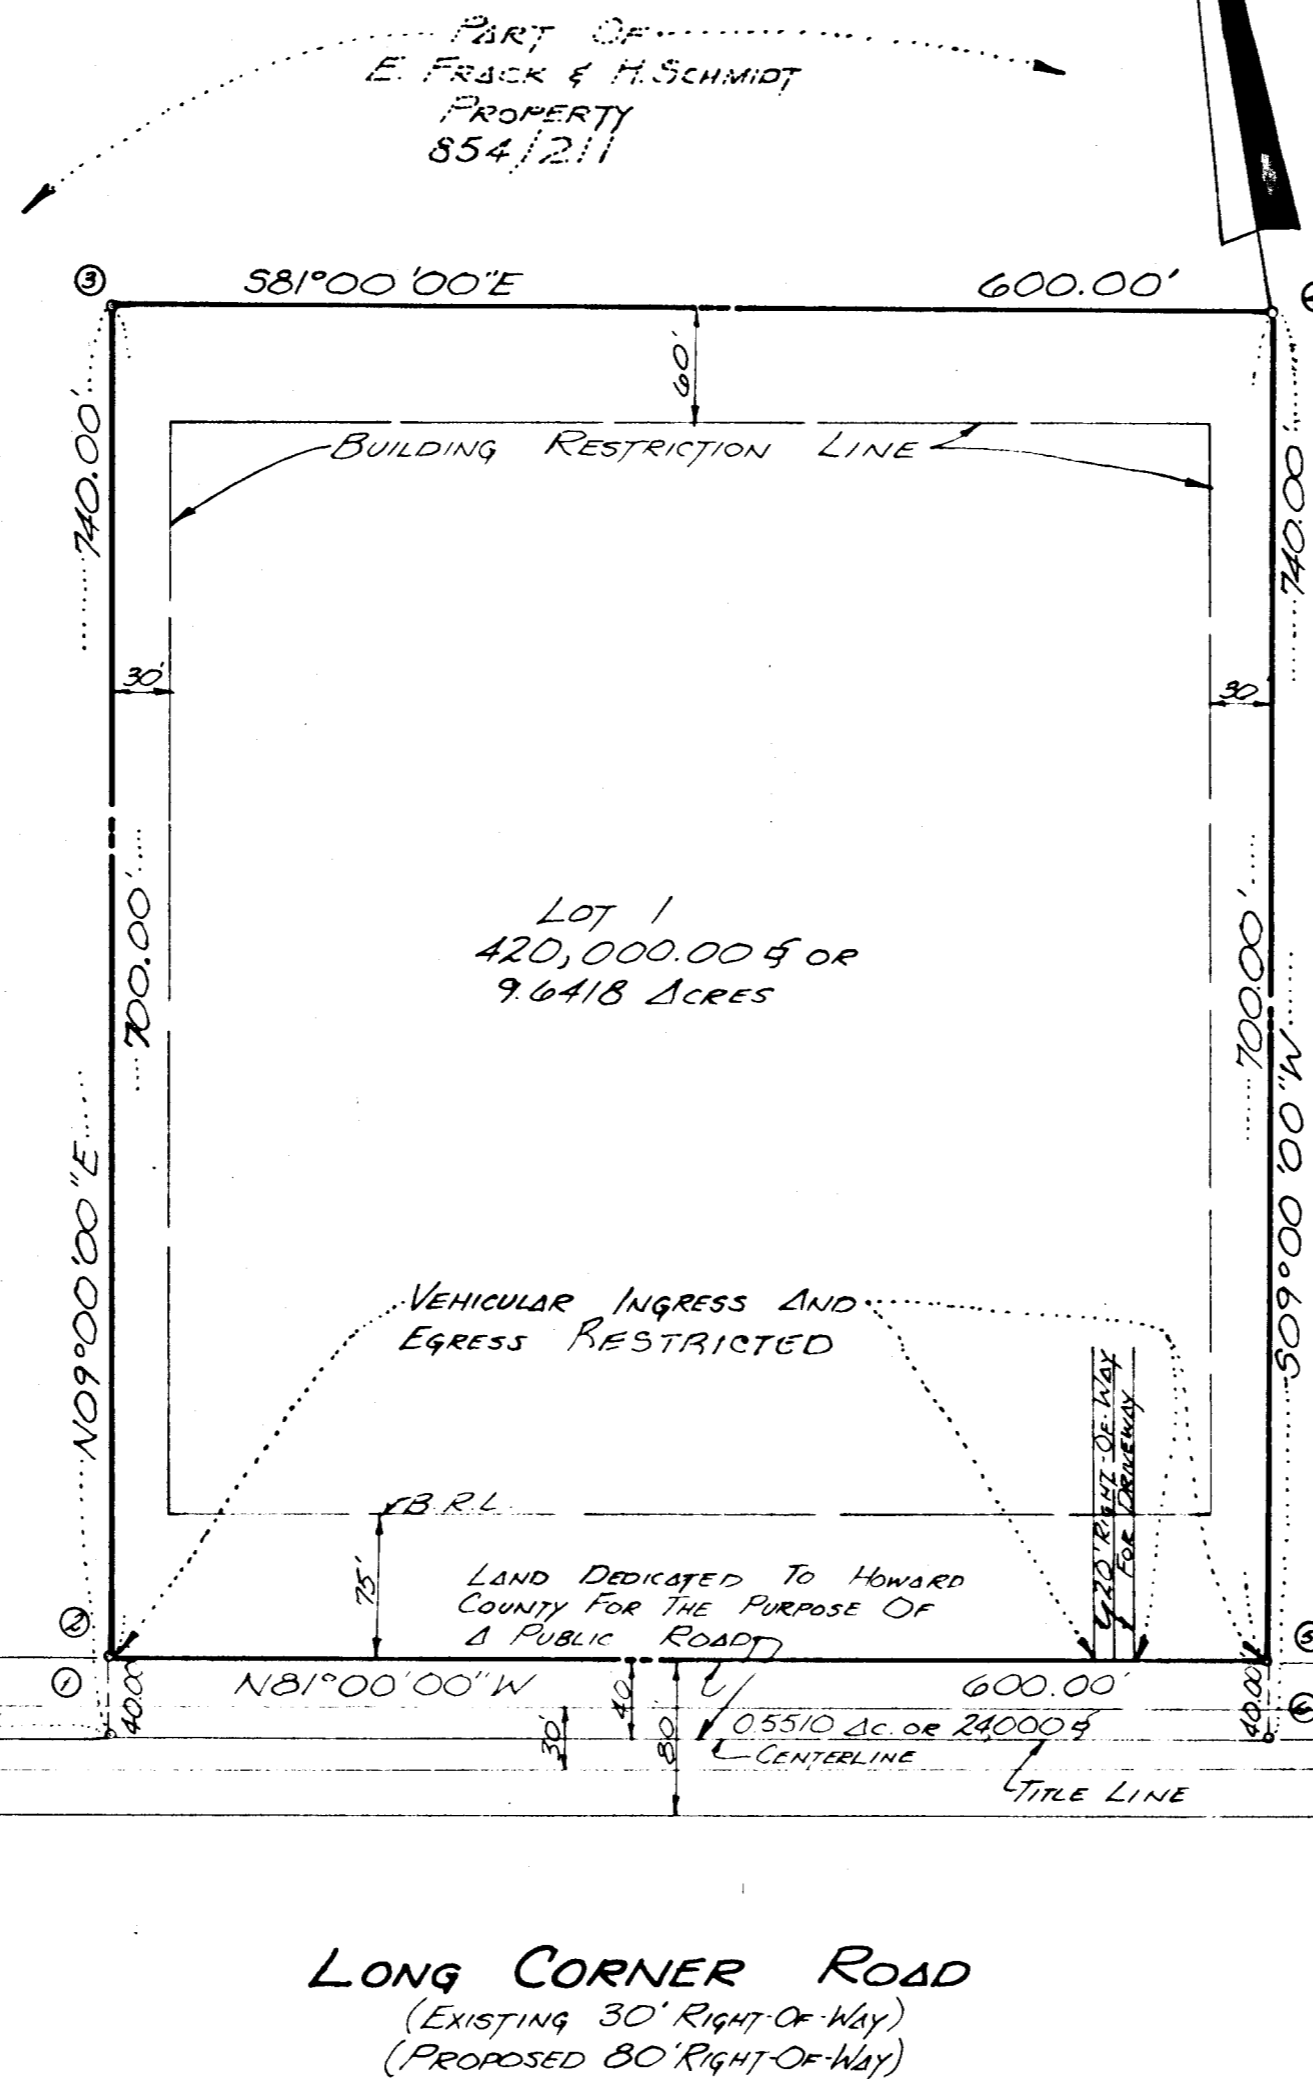 PART OF
E. FRACK & H. SCHMIDT
PROPERTY
854/211
③
S81°00'00"E
600.00'
60'
740.00'
740.00'
BUILDING RESTRICTION LINE
30'
30'
LOT 1
420,000.00 ⌷ OR
9.6418 ACRES
700.00'
700.00'
N09°00'00"E
S09°00'00"W
VEHICULAR INGRESS AND
EGRESS RESTRICTED
20' RIGHT-OF-WAY
FOR DRIVEWAY
B.R.L.
75'
LAND DEDICATED TO HOWARD
COUNTY FOR THE PURPOSE OF
A PUBLIC ROAD
②
⑤
①
⑥
40.00'
N81°00'00"W
600.00'
40.00'
40'
30'
80'
0.5510 AC. OR 24,000 ⌷
CENTERLINE
TITLE LINE
LONG CORNER ROAD
(EXISTING 30' RIGHT-OF-WAY)
(PROPOSED 80' RIGHT-OF-WAY)